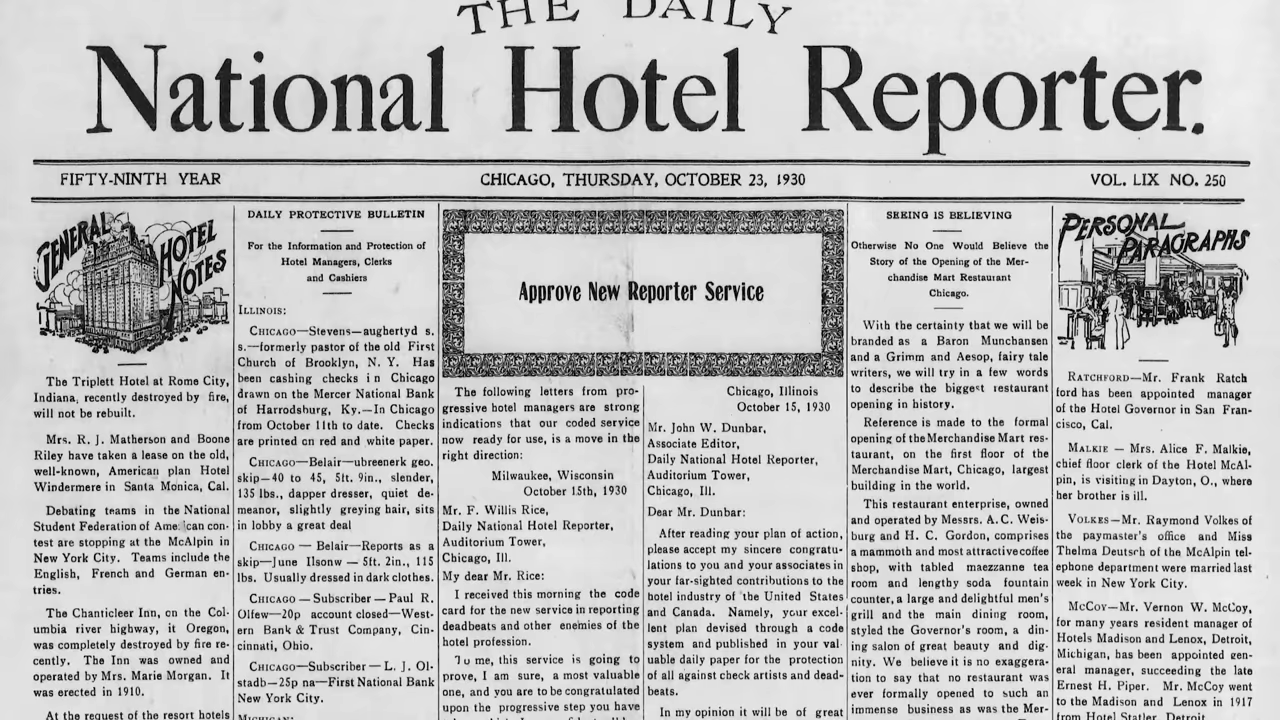 THE DAILY
National Hotel Reporter.
FIFTY-NINTH YEAR
CHICAGO, THURSDAY, OCTOBER 23, 1930
VOL. LIX NO. 250
GENERAL HOTEL NOTES
The Triplett Hotel at Rome City,
Indiana, recently destroyed by fire,
will not be rebuilt.
Mrs. R. J. Matherson and Boone
Riley have taken a lease on the old,
well-known, American plan Hotel
Windermere in Santa Monica, Cal.
Debating teams in the National
Student Federation of American con-
test are stopping at the McAlpin in
New York City. Teams include the
English, French and German en-
tries.
The Chanticleer Inn, on the Col-
umbia river highway, it Oregon,
was completely destroyed by fire re-
cently. The Inn was owned and
operated by Mrs. Marie Morgan. It
was erected in 1910.
At the request of the resort hotels
DAILY PROTECTIVE BULLETIN
For the Information and Protection of
Hotel Managers, Clerks
and Cashiers
ILLINOIS:
CHICAGO—Stevens—aughertyd s.
s.—formerly pastor of the old First
Church of Brooklyn, N. Y. Has
been cashing checks in Chicago
drawn on the Mercer National Bank
of Harrodsburg, Ky.—In Chicago
from October 11th to date. Checks
are printed on red and white paper.
CHICAGO—Belair—ubreenerk geo.
skip—40 to 45, 5ft. 9in., slender,
135 lbs., dapper dresser, quiet de-
meanor, slightly greying hair, sits
in lobby a great deal
CHICAGO — Belair—Reports as a
skip—June Ilsonw — 5ft. 2in., 115
lbs. Usually dressed in dark clothes.
CHICAGO — Subscriber — Paul R.
Olfew—20p account closed—West-
ern Bank & Trust Company, Cin-
cinnati, Ohio.
CHICAGO—Subscriber — L. J. Ol-
stadb—25p na—First National Bank
New York City.
MICHIGAN:
Approve New Reporter Service
The following letters from pro-
gressive hotel managers are strong
indications that our coded service
now ready for use, is a move in the
right direction:
Milwaukee, Wisconsin
October 15th, 1930
Mr. F. Willis Rice,
Daily National Hotel Reporter,
Auditorium Tower,
Chicago, Ill.
My dear Mr. Rice:
I received this morning the code
card for the new service in reporting
deadbeats and other enemies of the
hotel profession.
To me, this service is going to
prove, I am sure, a most valuable
one, and you are to be congratulated
upon the progressive step you have
Chicago, Illinois
October 15, 1930
Mr. John W. Dunbar,
Associate Editor,
Daily National Hotel Reporter,
Auditorium Tower,
Chicago, Ill.
Dear Mr. Dunbar:
After reading your plan of action,
please accept my sincere congratu-
lations to you and your associates in
your far-sighted contributions to the
hotel industry of the United States
and Canada. Namely, your excel-
lent plan devised through a code
system and published in your val
uable daily paper for the protection
of all against check artists and dead-
beats.
In my opinion it will be of great
SEEING IS BELIEVING
Otherwise No One Would Believe the
Story of the Opening of the Mer-
chandise Mart Restaurant
Chicago.
With the certainty that we will be
branded as a Baron Munchansen
and a Grimm and Aesop, fairy tale
writers, we will try in a few words
to describe the biggest restaurant
opening in history.
Reference is made to the formal
opening of the Merchandise Mart res-
taurant, on the first floor of the
Merchandise Mart, Chicago, largest
building in the world.
This restaurant enterprise, owned
and operated by Messrs. A. C. Weis-
burg and H. C. Gordon, comprises
a mammoth and most attractive coffee
shop, with tabled maezzanne tea
room and lengthy soda fountain
counter, a large and delightful men's
grill and the main dining room,
styled the Governor's room, a din-
ing salon of great beauty and dig-
nity. We believe it is no exaggera-
tion to say that no restaurant was
ever formally opened to such an
immense business as was the Mer-
PERSONAL PARAGRAPHS
RATCHFORD—Mr. Frank Ratch
ford has been appointed manager
of the Hotel Governor in San Fran-
cisco, Cal.
MALKIE — Mrs. Alice F. Malkie,
chief floor clerk of the Hotel McAl-
pin, is visiting in Dayton, O., where
her brother is ill.
VOLKES—Mr. Raymond Volkes of
the paymaster's office and Miss
Thelma Deutsch of the McAlpin tel-
ephone department were married last
week in New York City.
McCOY—Mr. Vernon W. McCoy,
for many years resident manager of
Hotels Madison and Lenox, Detroit,
Michigan, has been appointed gen-
eral manager, succeeding the late
Ernest H. Piper. Mr. McCoy went
to the Madison and Lenox in 1917
from Hotel Statler, Detroit